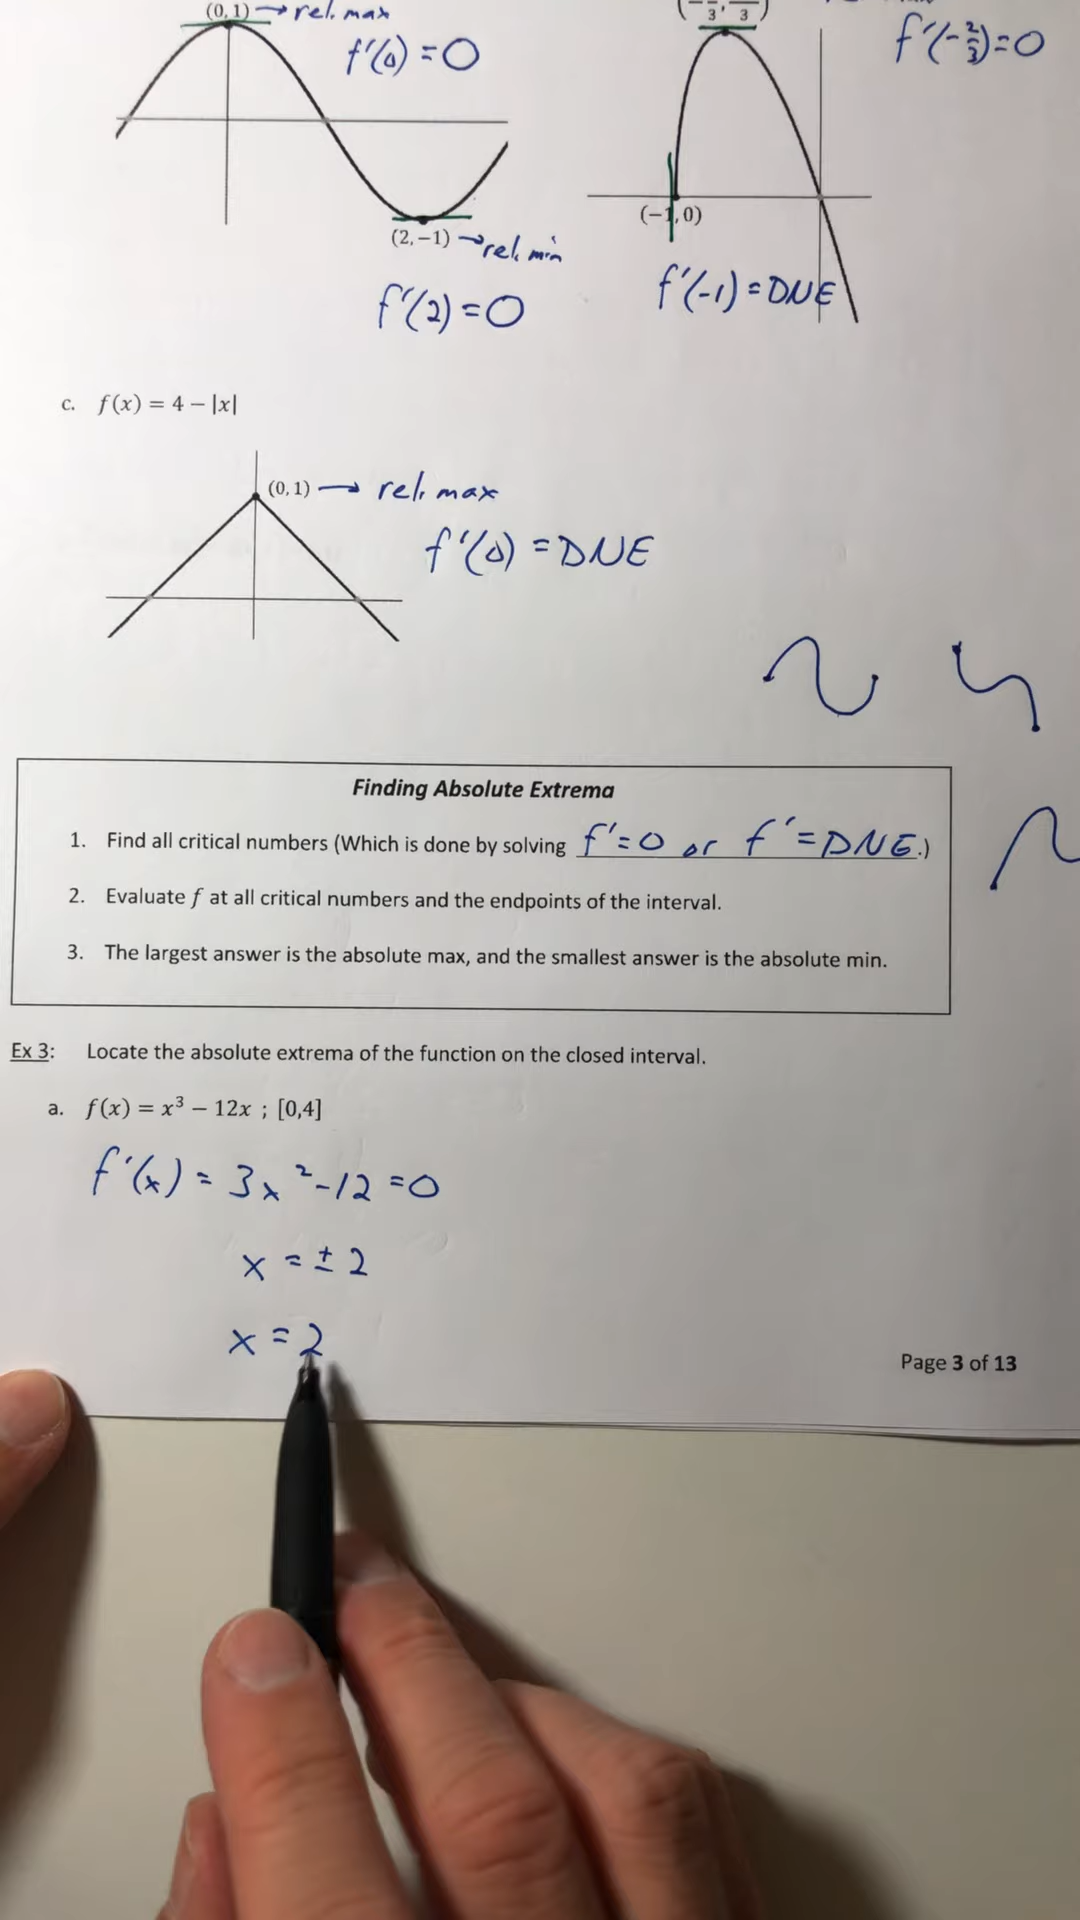 (0,1) → rel. max
f'(0) = 0
f'(-2/3) = 0
(2,−1) → rel. min
f'(2) = 0
(−1,0)
f'(-1) = DNE
c. f(x) = 4 − |x|
(0,1) → rel. max
f'(0) = DNE
Finding Absolute Extrema
1. Find all critical numbers (Which is done by solving f'=0 or f'=DNE.)
2. Evaluate f at all critical numbers and the endpoints of the interval.
3. The largest answer is the absolute max, and the smallest answer is the absolute min.
Ex 3: Locate the absolute extrema of the function on the closed interval.
a. f(x) = x³ − 12x ; [0,4]
f'(x) = 3x² - 12 = 0
x = ± 2
x = 2
Page 3 of 13